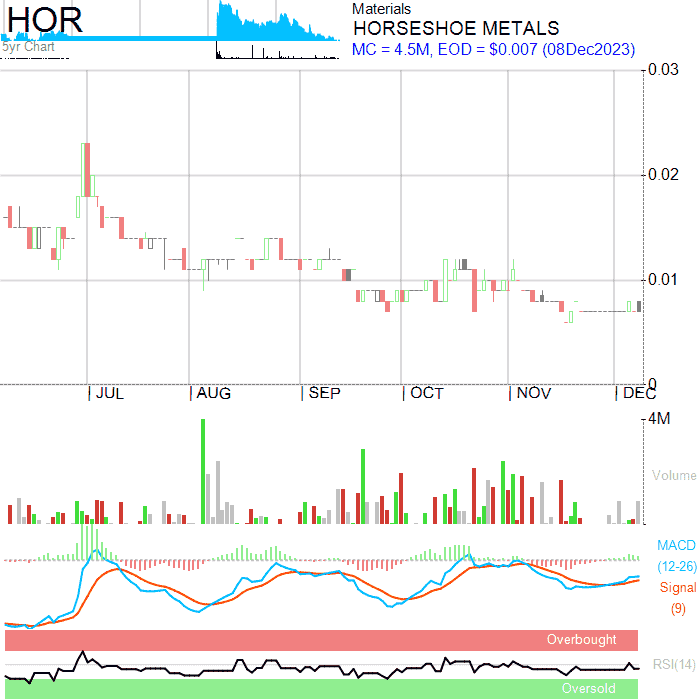 HOR
5yr Chart
Materials
HORSESHOE METALS
MC = 4.5M, EOD = $0.007 (08Dec2023)
0.03
0.02
0.01
0
JUL AUG SEP OCT NOV DEC
4M
Volume
MACD
(12-26)
Signal
(9)
Overbought
RSI(14)
Oversold